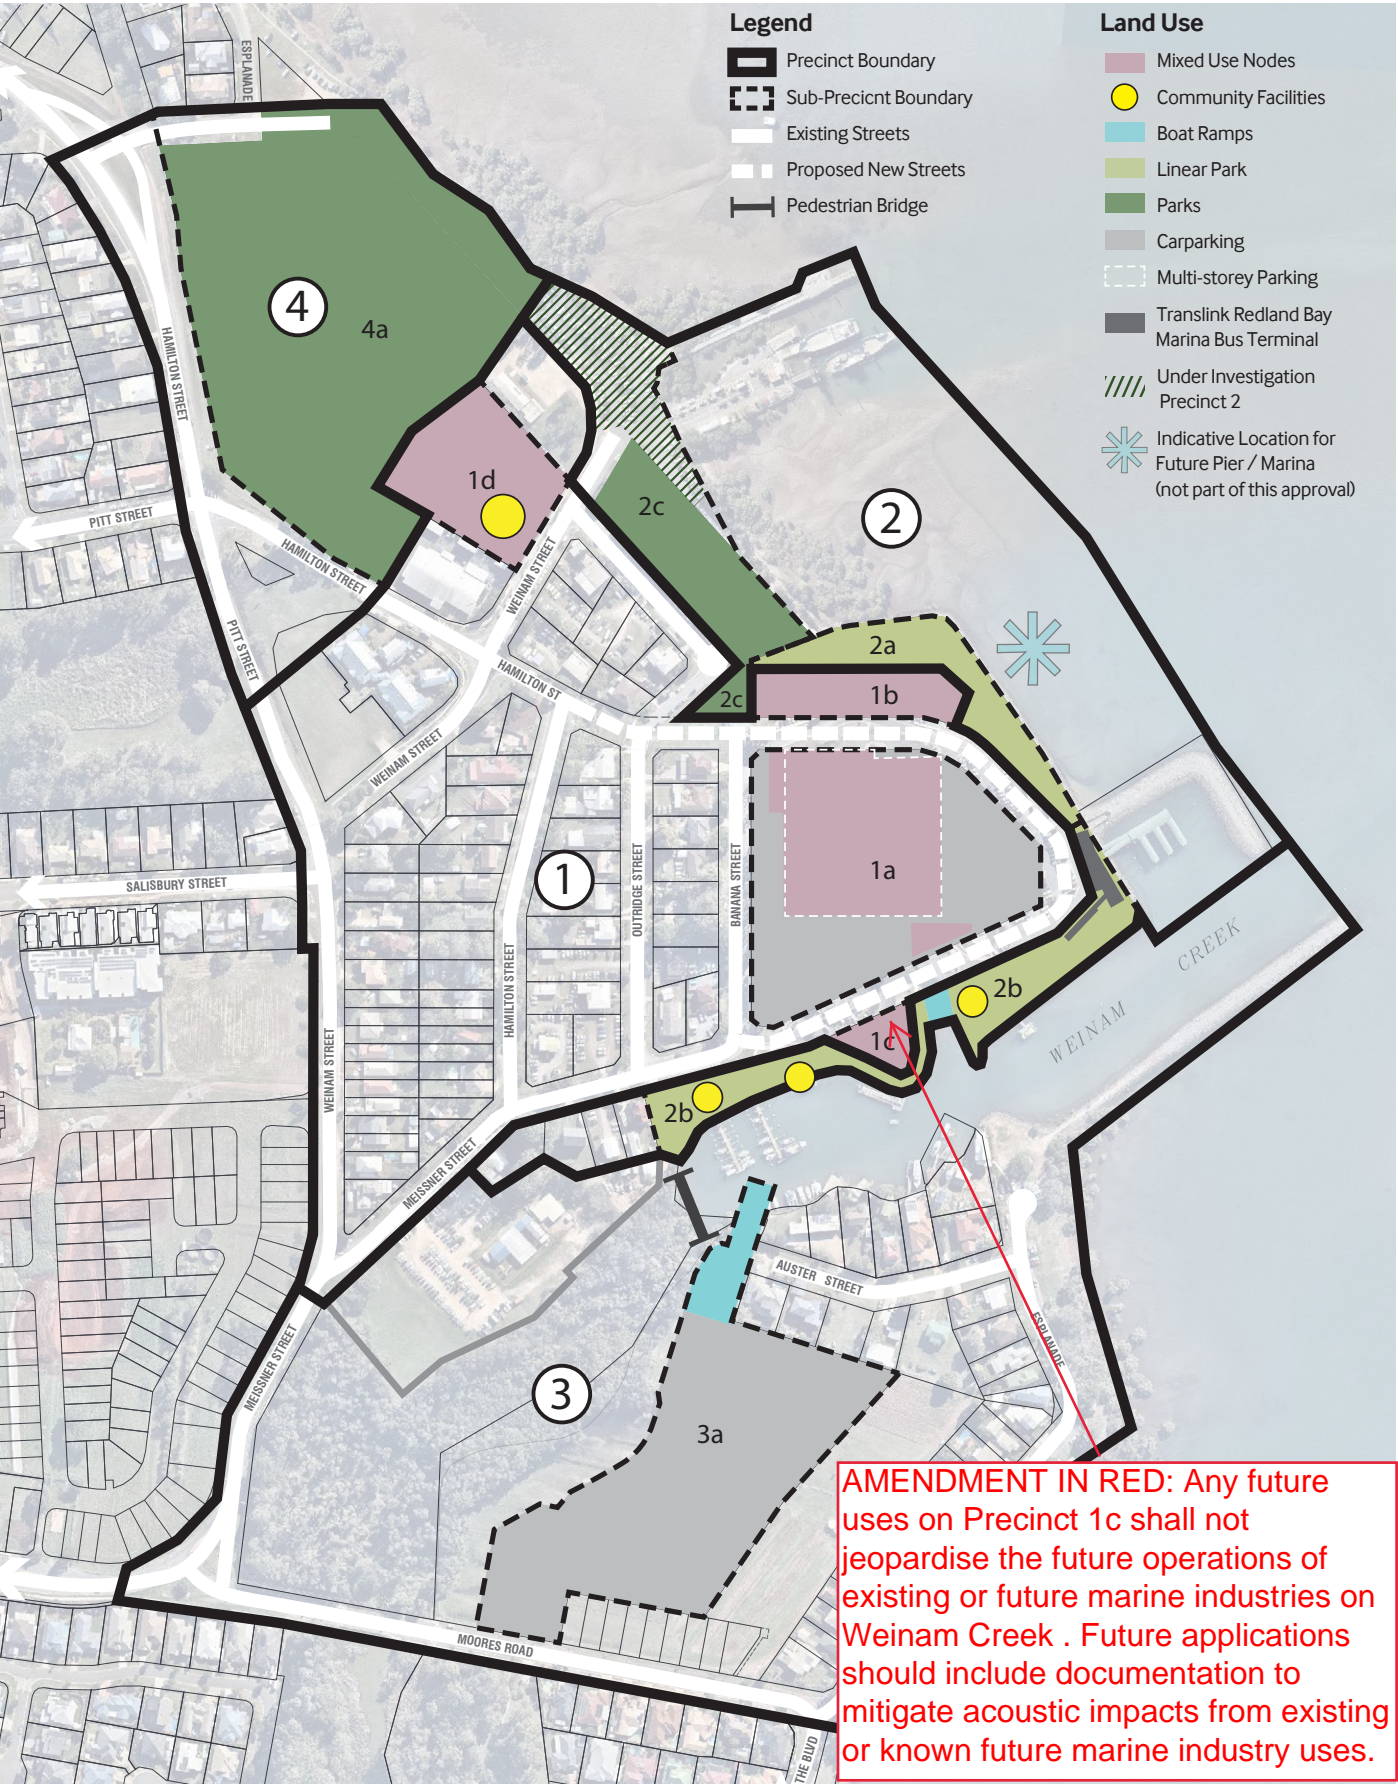 Legend
Precinct Boundary
Sub-Precicnt Boundary
Existing Streets
Proposed New Streets
Pedestrian Bridge
Land Use
Mixed Use Nodes
Community Facilities
Boat Ramps
Linear Park
Parks
Carparking
Multi-storey Parking
Translink Redland Bay
Marina Bus Terminal
Under Investigation
Precinct 2
Indicative Location for
Future Pier / Marina
(not part of this approval)
ESPLANADE
4
4a
HAMILTON STREET
1d
2c
2
PITT STREET
HAMILTON STREET
WEINAM STREET
PITT STREET
2a
HAMILTON ST
2c
1b
WEINAM STREET
1
1a
OUTRIDGE STREET
BANANA STREET
SALISBURY STREET
HAMILTON STREET
CREEK
WEINAM
2b
1c
WEINAM STREET
2b
MEISSNER STREET
AUSTER STREET
ESPLANADE
MEISSNER STREET
3
3a
MOORES ROAD
THE BLVD
AMENDMENT IN RED: Any future
uses on Precinct 1c shall not
jeopardise the future operations of
existing or future marine industries on
Weinam Creek . Future applications
should include documentation to
mitigate acoustic impacts from existing
or known future marine industry uses.